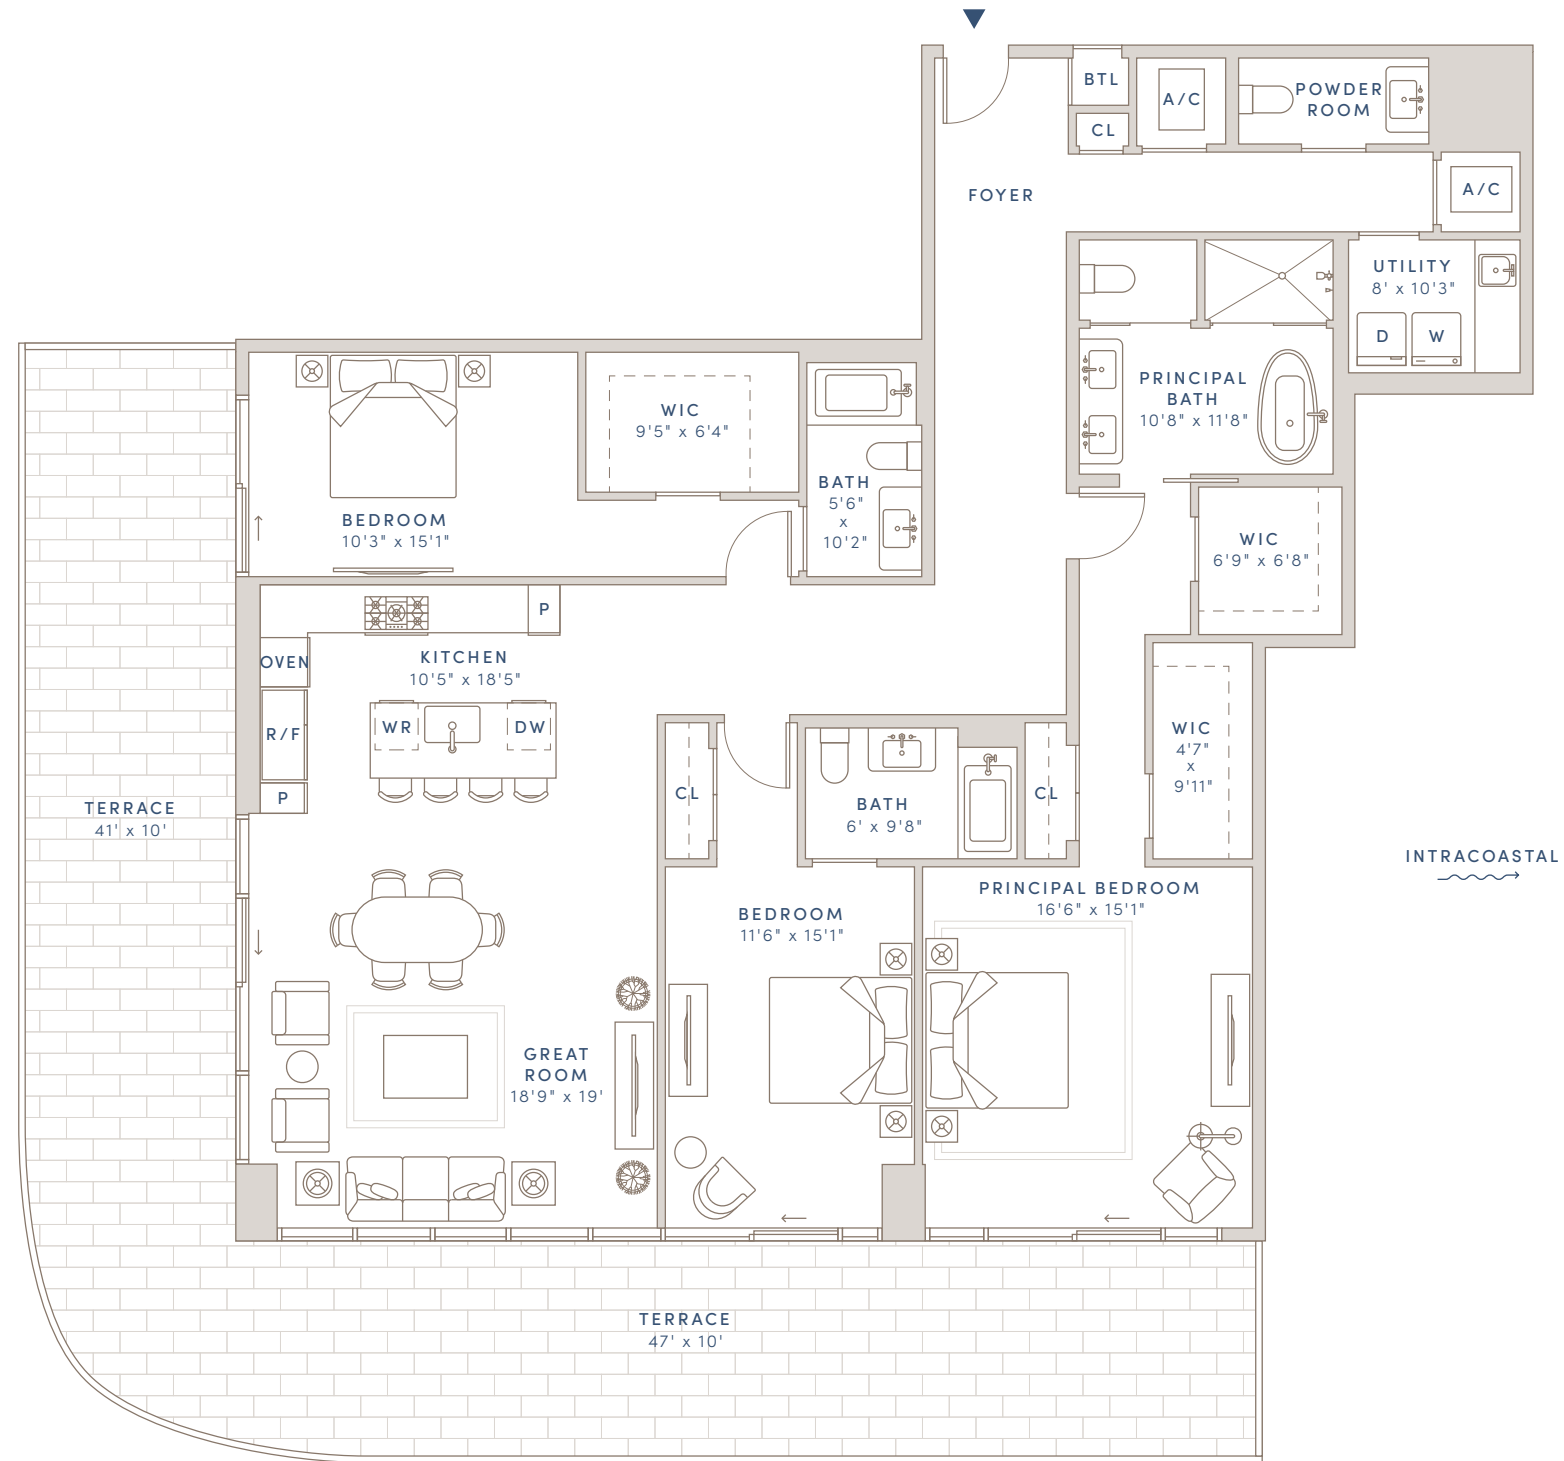 BTL
A/C
POWDER
ROOM
CL
FOYER
A/C
UTILITY
8' x 10'3"
D
W
PRINCIPAL
BATH
10'8" x 11'8"
WIC
9'5" x 6'4"
BATH
5'6"
x
10'2"
BEDROOM
10'3" x 15'1"
WIC
6'9" x 6'8"
P
OVEN
KITCHEN
10'5" x 18'5"
R/F
WR
DW
P
WIC
4'7"
x
9'11"
CL
BATH
6' x 9'8"
CL
TERRACE
41' x 10'
INTRACOASTAL
PRINCIPAL BEDROOM
16'6" x 15'1"
BEDROOM
11'6" x 15'1"
GREAT
ROOM
18'9" x 19'
TERRACE
47' x 10'